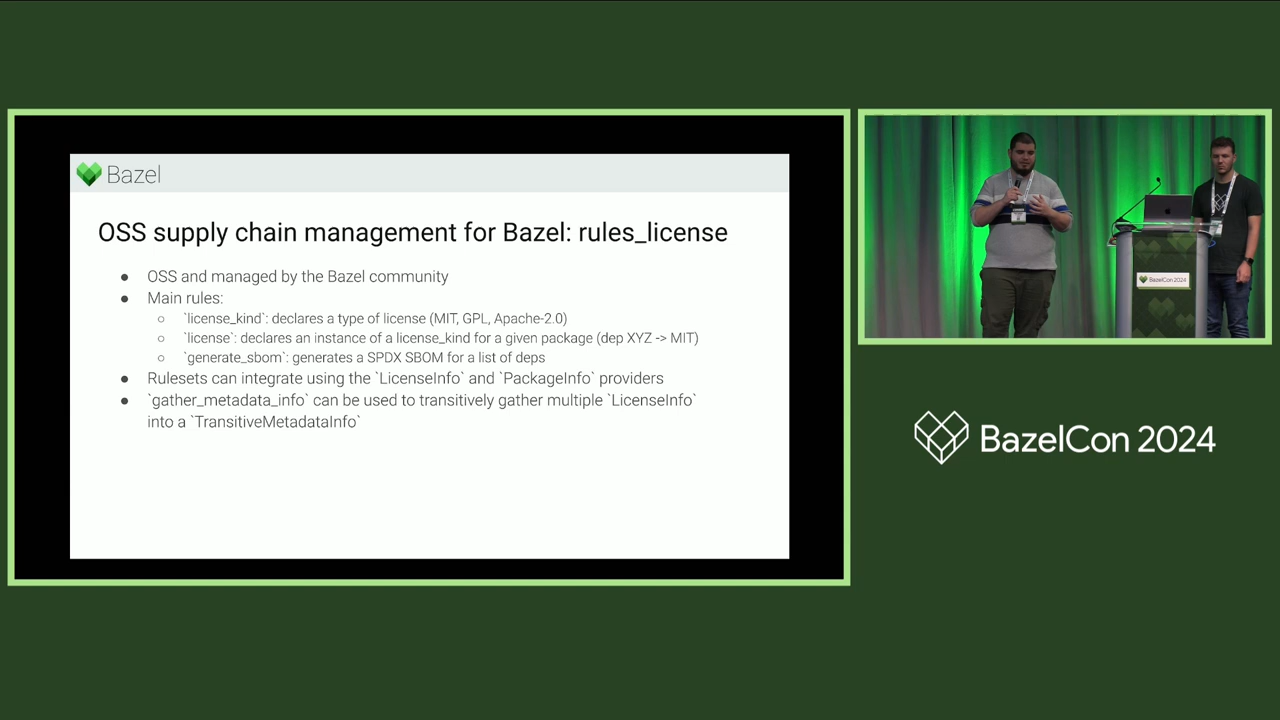 Bazel
OSS supply chain management for Bazel: rules_license
● OSS and managed by the Bazel community
● Main rules:
○ `license_kind`: declares a type of license (MIT, GPL, Apache-2.0)
○ `license`: declares an instance of a license_kind for a given package (dep XYZ -> MIT)
○ `generate_sbom`: generates a SPDX SBOM for a list of deps
● Rulesets can integrate using the `LicenseInfo` and `PackageInfo` providers
● `gather_metadata_info` can be used to transitively gather multiple `LicenseInfo`
into a `TransitiveMetadataInfo`
BazelCon 2024
BazelCon 2024